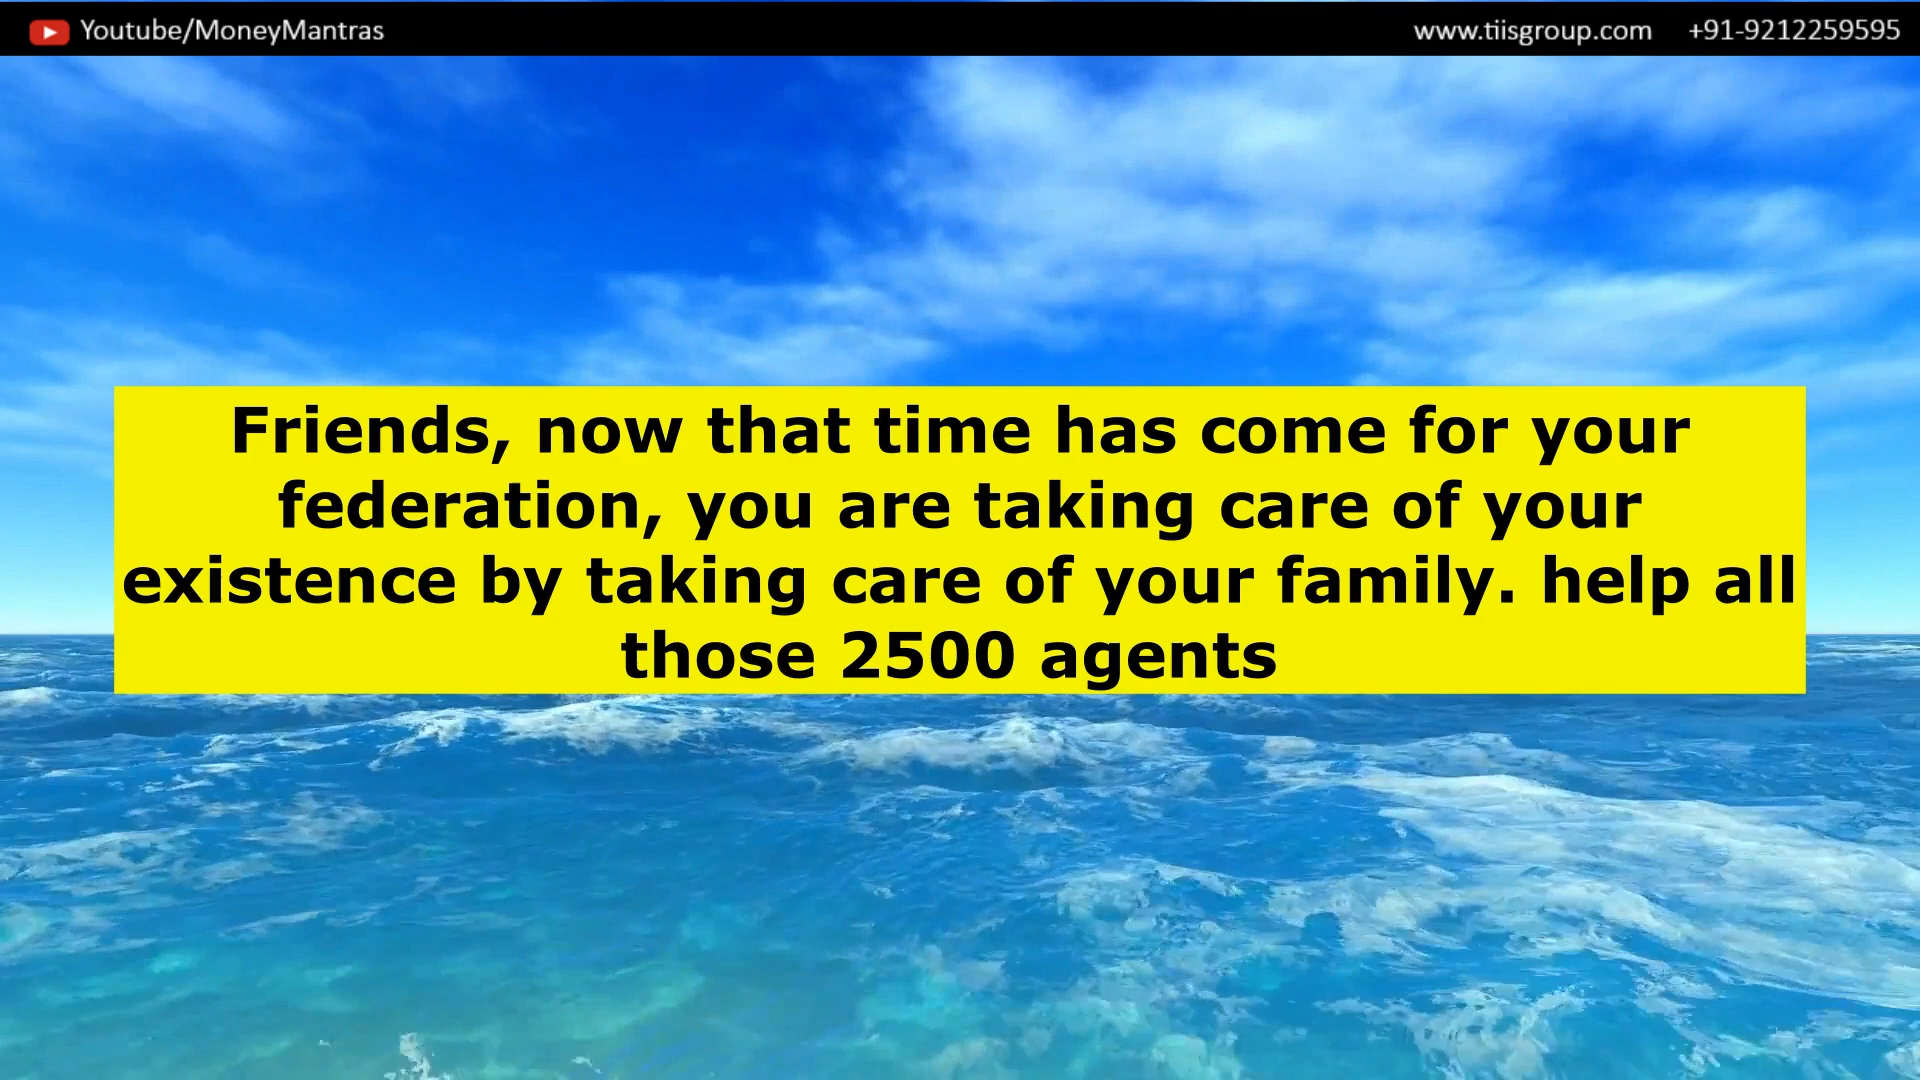 Youtube/MoneyMantras www.tiisgroup.com +91-9212259595
Friends, now that time has come for your
federation, you are taking care of your
existence by taking care of your family. help all
those 2500 agents